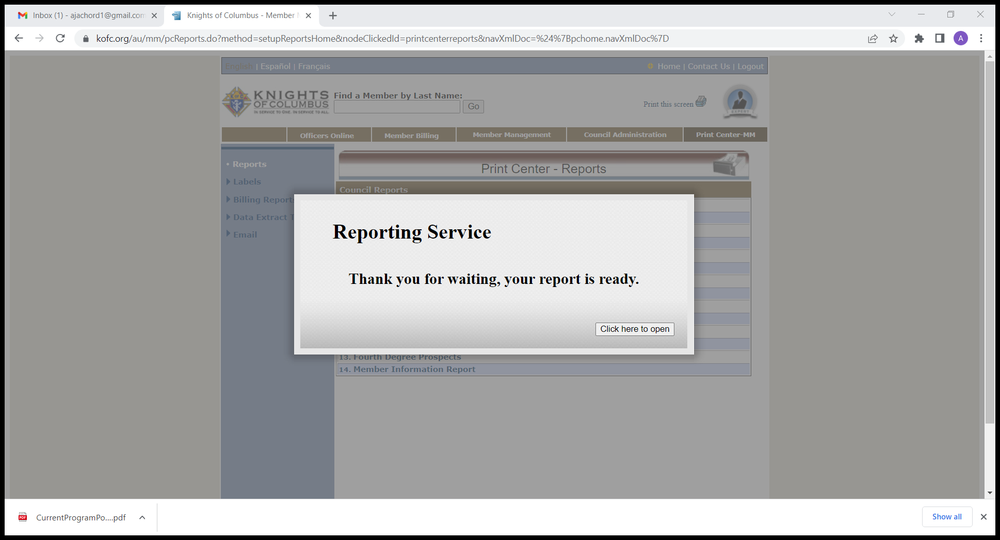 Inbox (1) - ajachord1@gmail.com
Knights of Columbus - Member
kofc.org/au/mm/pcReports.do?method=setupReportsHome&nodeClickedId=printcenterreports&navXmlDoc=%24%7Bpchome.navXmlDoc%7D
A
English | Español | Français
Home | Contact Us | Logout
KNIGHTS
OF COLUMBUS
IN SERVICE TO ONE. IN SERVICE TO ALL.
Find a Member by Last Name:
Go
Print this screen
EXPERT
Officers Online
Member Billing
Member Management
Council Administration
Print Center-MM
• Reports
Labels
Billing Reports
Data Extract
Email
Print Center - Reports
Council Reports
Reporting Service
Thank you for waiting, your report is ready.
Click here to open
13. Fourth Degree Prospects
14. Member Information Report
PDF
CurrentProgramPo....pdf
Show all